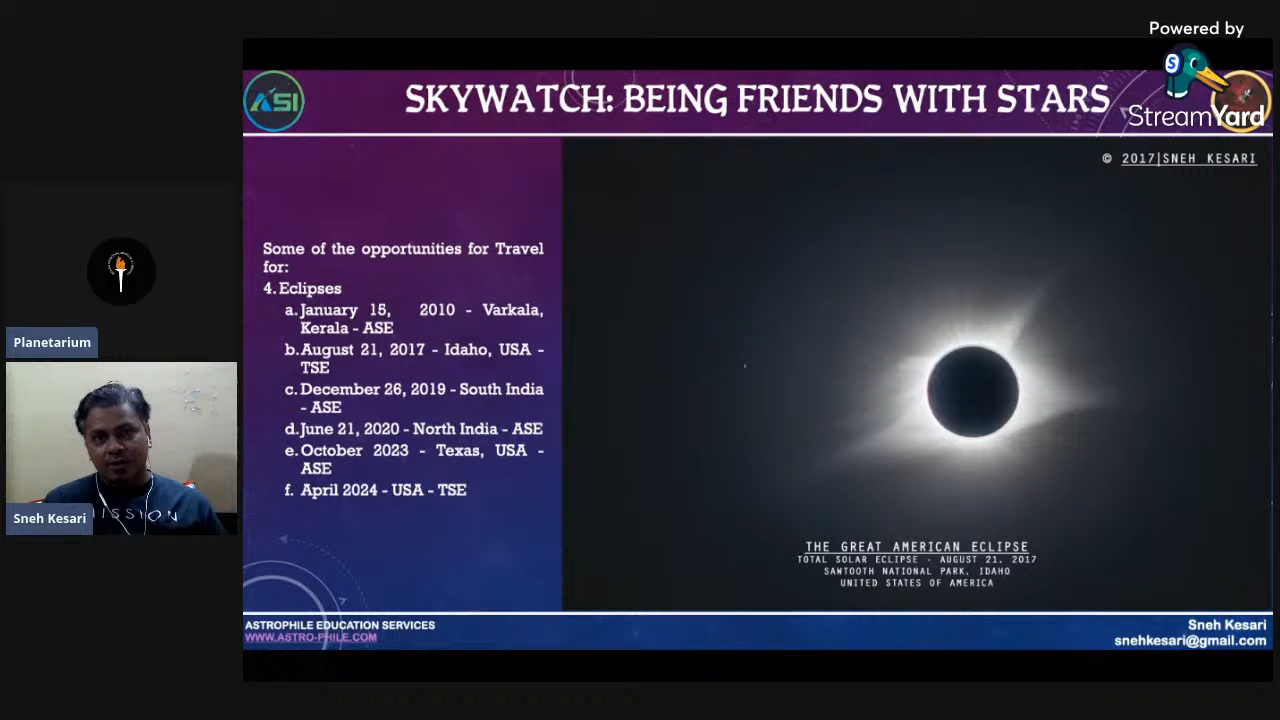 Powered by
StreamYard
ASI
SKYWATCH: BEING FRIENDS WITH STARS
© 2017|SNEH KESARI
Some of the opportunities for Travel
for:
4. Eclipses
a. January 15, 2010 - Varkala,
Kerala - ASE
b. August 21, 2017 - Idaho, USA -
TSE
c. December 26, 2019 - South India
- ASE
d. June 21, 2020 - North India - ASE
e. October 2023 - Texas, USA -
ASE
f. April 2024 - USA - TSE
THE GREAT AMERICAN ECLIPSE
TOTAL SOLAR ECLIPSE - AUGUST 21, 2017
SAWTOOTH NATIONAL PARK, IDAHO
UNITED STATES OF AMERICA
Planetarium
Sneh Kesari
ISSION
ASTROPHILE EDUCATION SERVICES
WWW.ASTRO-PHILE.COM
Sneh Kesari
snehkesari@gmail.com